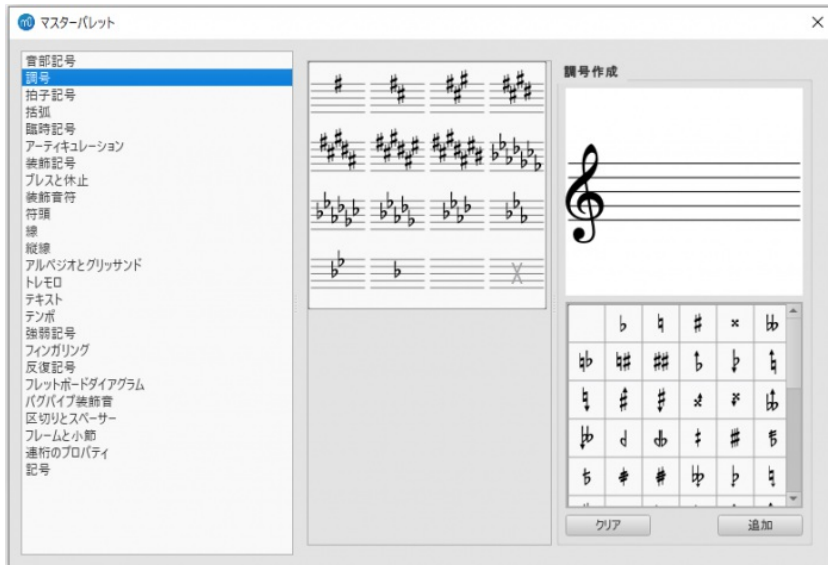 マスターパレット
音部記号
調号
拍子記号
括弧
臨時記号
アーティキュレーション
装飾記号
ブレスと休止
装飾音符
符頭
線
縦線
アルペジオとグリッサンド
トレモロ
テキスト
テンポ
強弱記号
フィンガリング
反復記号
フレットボードダイアグラム
バグパイプ装飾音
区切りとスペーサー
フレームと小節
連桁のプロパティ
記号
調号作成
クリア
追加